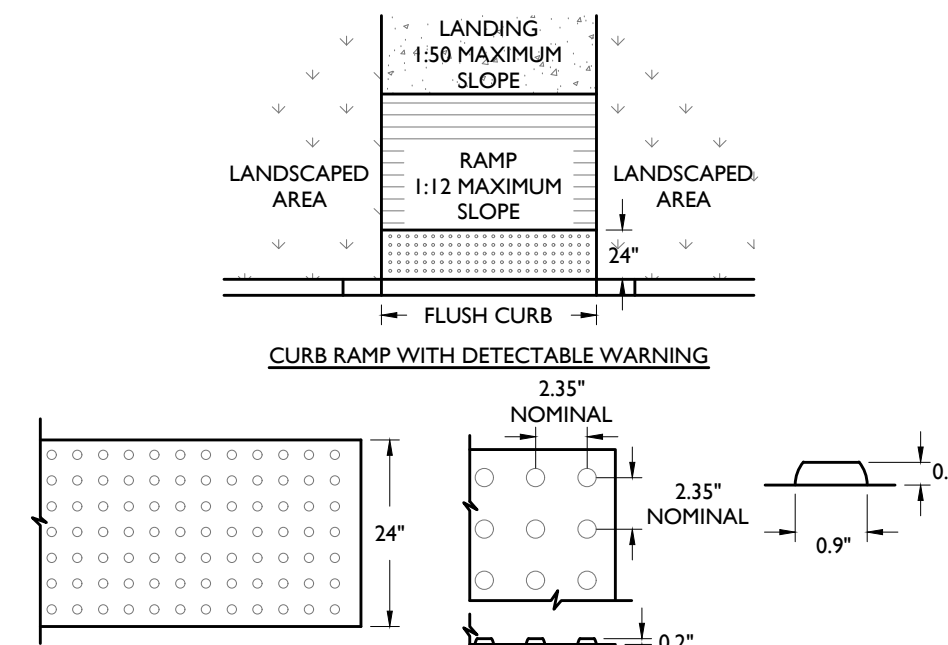 LANDING
1:50 MAXIMUM
SLOPE
LANDSCAPED
AREA
RAMP
1:12 MAXIMUM
SLOPE
LANDSCAPED
AREA
24"
FLUSH CURB
CURB RAMP WITH DETECTABLE WARNING
2.35"
NOMINAL
24"
2.35"
NOMINAL
0.
0.9"
0.2"